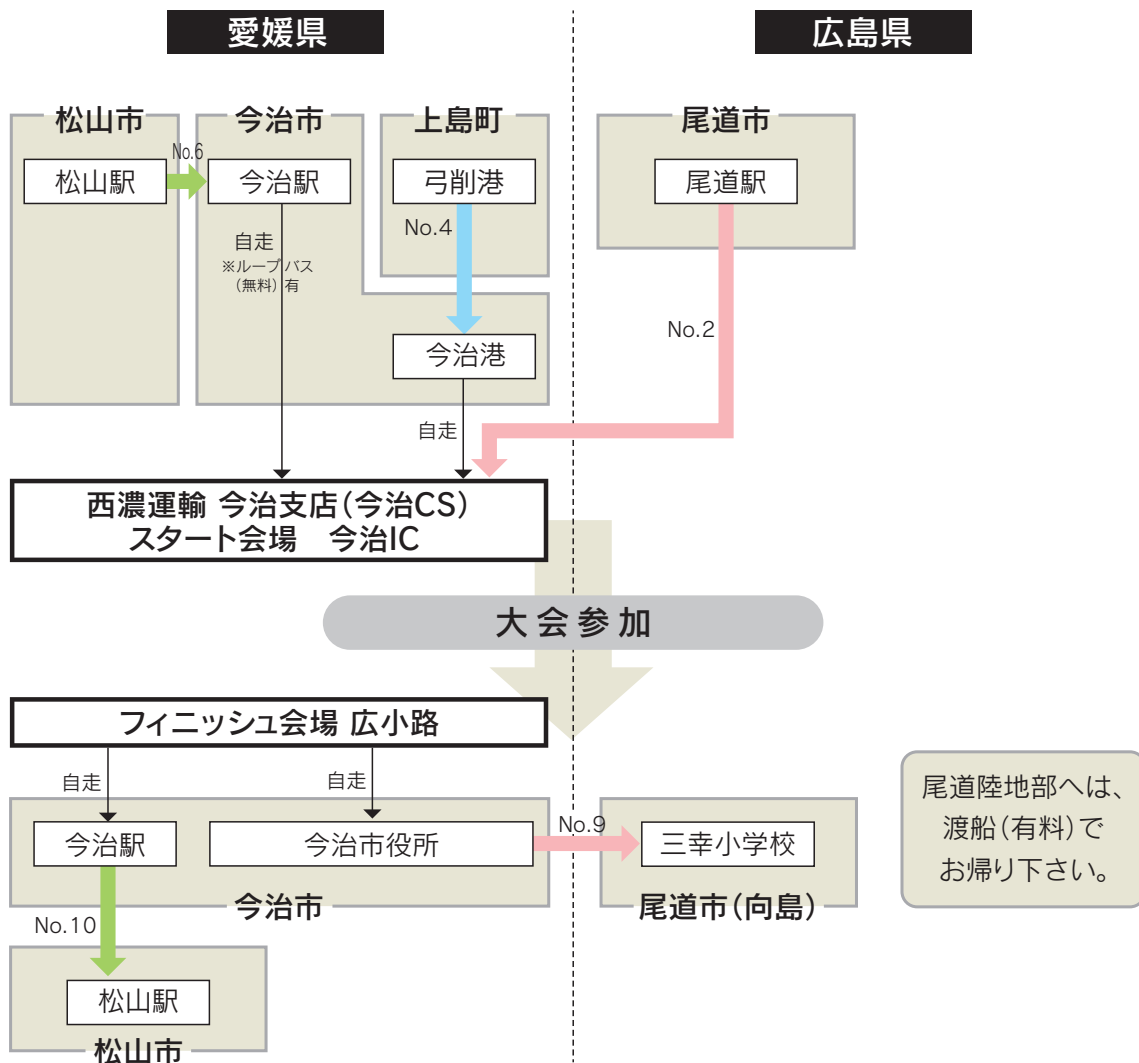 愛媛県
広島県
松山市
今治市
上島町
尾道市
No.6
松山駅
今治駅
弓削港
尾道駅
No.4
自走
※ループバス
(無料)有
No.2
今治港
自走
西濃運輸 今治支店(今治CS)
スタート会場 今治IC
大会参加
フィニッシュ会場 広小路
自走
自走
今治駅
今治市役所
No.9
三幸小学校
尾道陸地部へは、
渡船(有料)で
お帰り下さい。
今治市
尾道市(向島)
No.10
松山駅
松山市